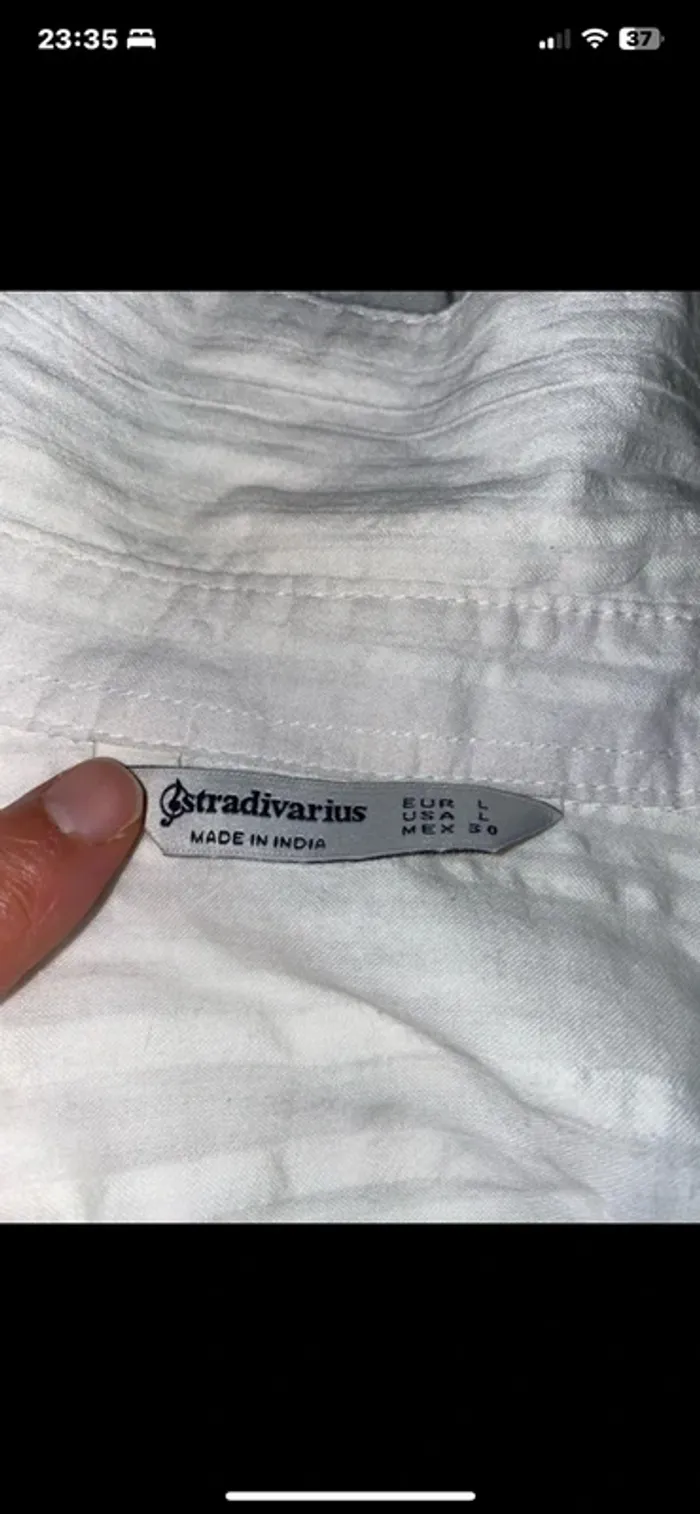 23:35
37
stradivarius
MADE IN INDIA
EUR L
USA L
MEX 30